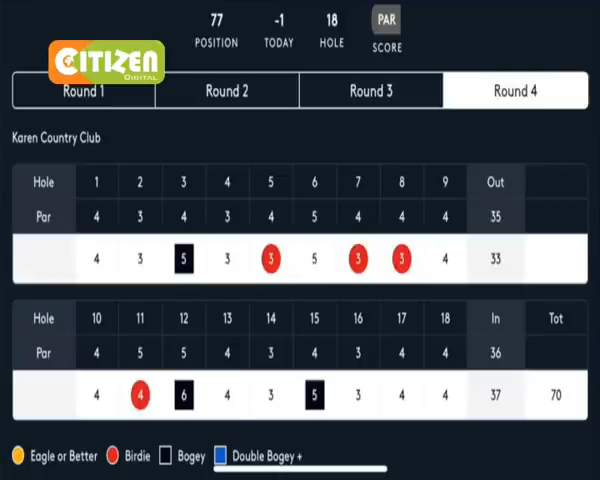 77 -1 18 PAR
POSITION TODAY HOLE SCORE
CITIZEN
DIGITAL
Round 1 Round 2 Round 3 Round 4
Karen Country Club
Hole 1 2 3 4 5 6 7 8 9 Out
Par 4 3 4 3 4 5 4 4 4 35
4 3 5 3 3 5 3 3 4 33
Hole 10 11 12 13 14 15 16 17 18 In Tot
Par 4 5 5 4 3 4 3 4 4 36
4 4 6 4 3 5 3 4 4 37 70
Eagle or Better Birdie Bogey Double Bogey +